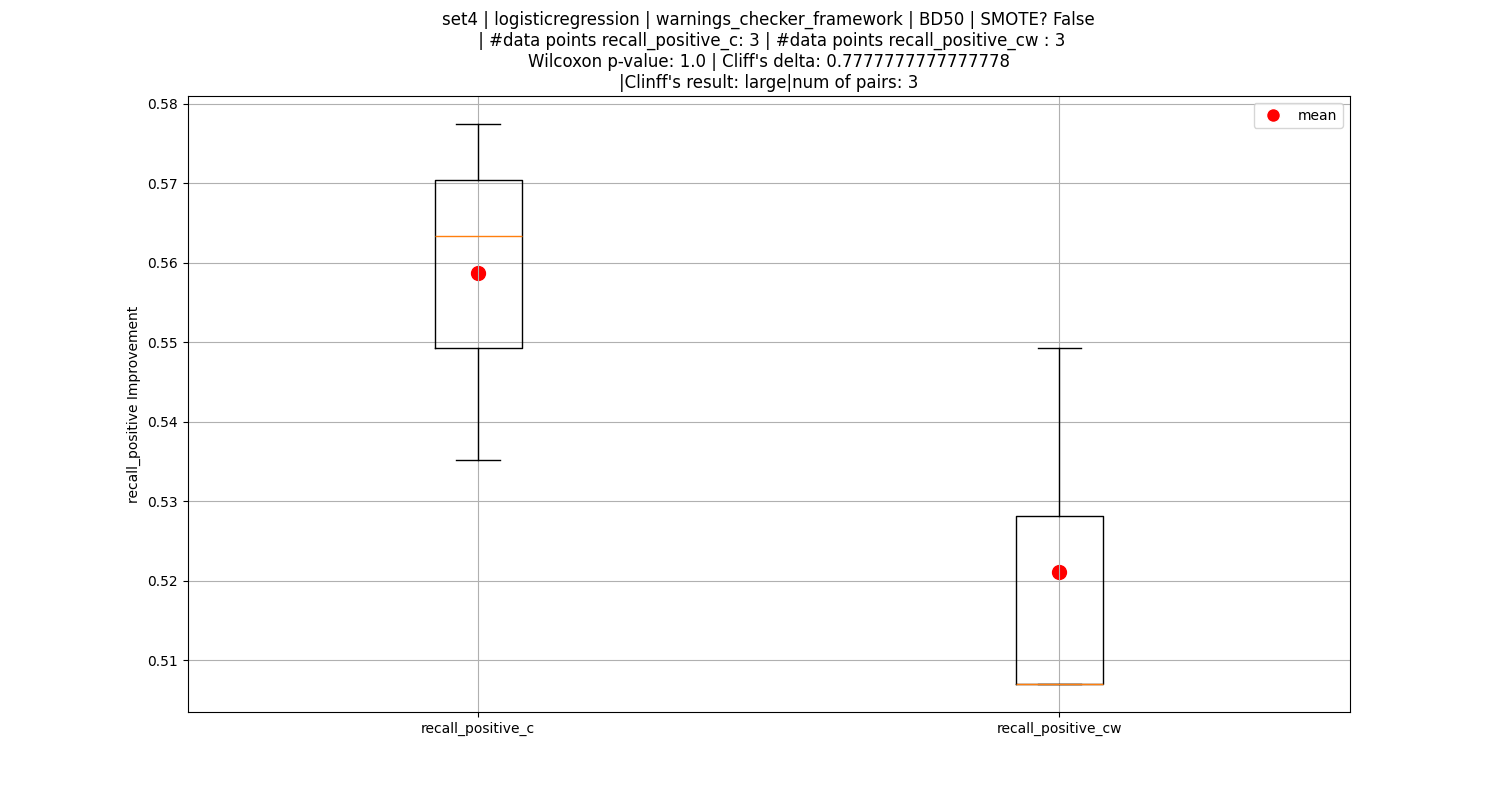 set4 | logisticregression | warnings_checker_framework | BD50 | SMOTE? False
| #data points recall_positive_c: 3 | #data points recall_positive_cw : 3
Wilcoxon p-value: 1.0 | Cliff's delta: 0.7777777777777778
|Clinff's result: large|num of pairs: 3
mean
recall_positive Improvement
0.58
0.57
0.56
0.55
0.54
0.53
0.52
0.51
recall_positive_c
recall_positive_cw